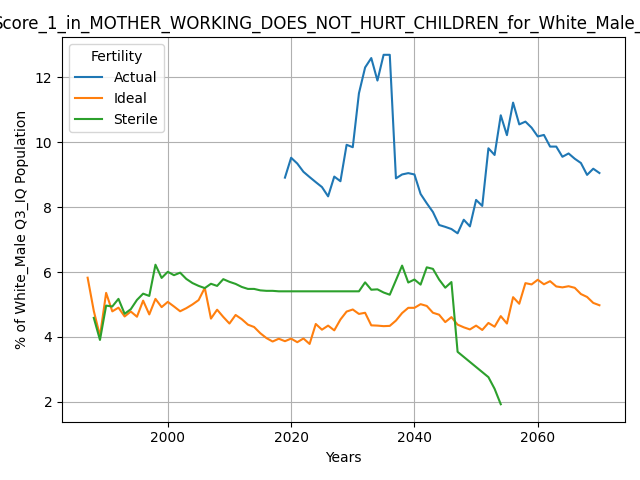 Score_1_in_MOTHER_WORKING_DOES_NOT_HURT_CHILDREN_for_White_Male_
Fertility
Actual
Ideal
Sterile
% of White_Male Q3_IQ Population
12
10
8
6
4
2
2000 2020 2040 2060
Years